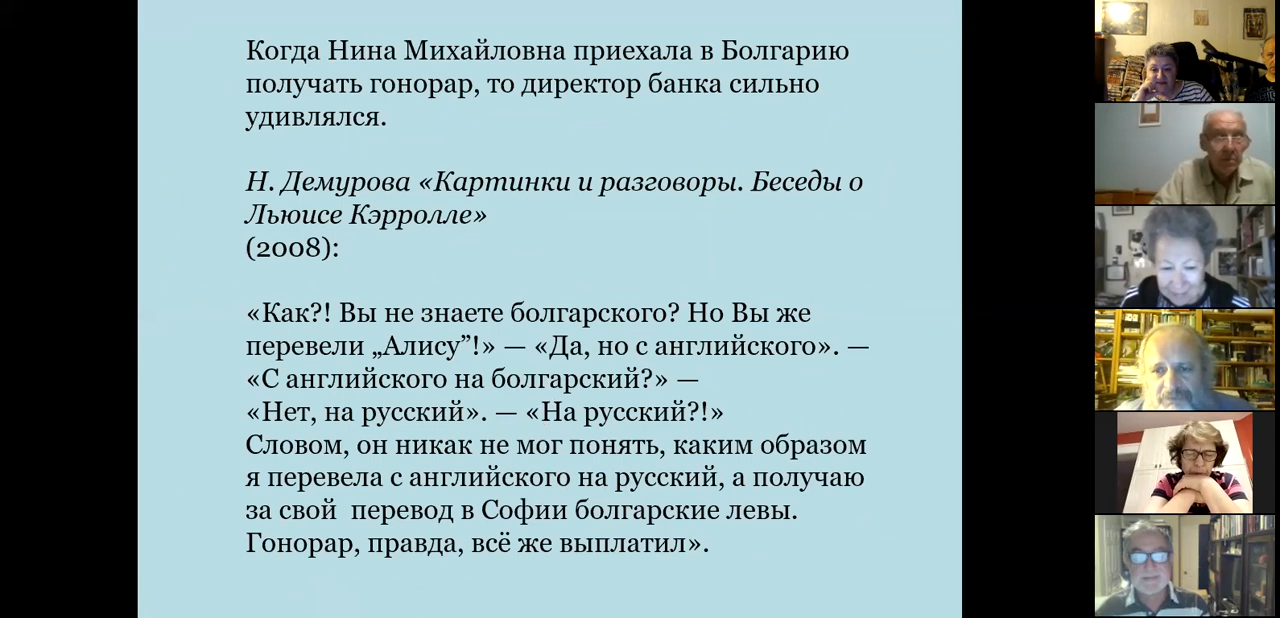 Когда Нина Михайловна приехала в Болгарию
получать гонорар, то директор банка сильно
удивлялся.
Н. Демурова «Картинки и разговоры. Беседы о
Льюисе Кэрролле»
(2008):
«Как?! Вы не знаете болгарского? Но Вы же
перевели „Алису”!» — «Да, но с английского». —
«С английского на болгарский?» —
«Нет, на русский». — «На русский?!»
Словом, он никак не мог понять, каким образом
я перевела с английского на русский, а получаю
за свой  перевод в Софии болгарские левы.
Гонорар, правда, всё же выплатил».